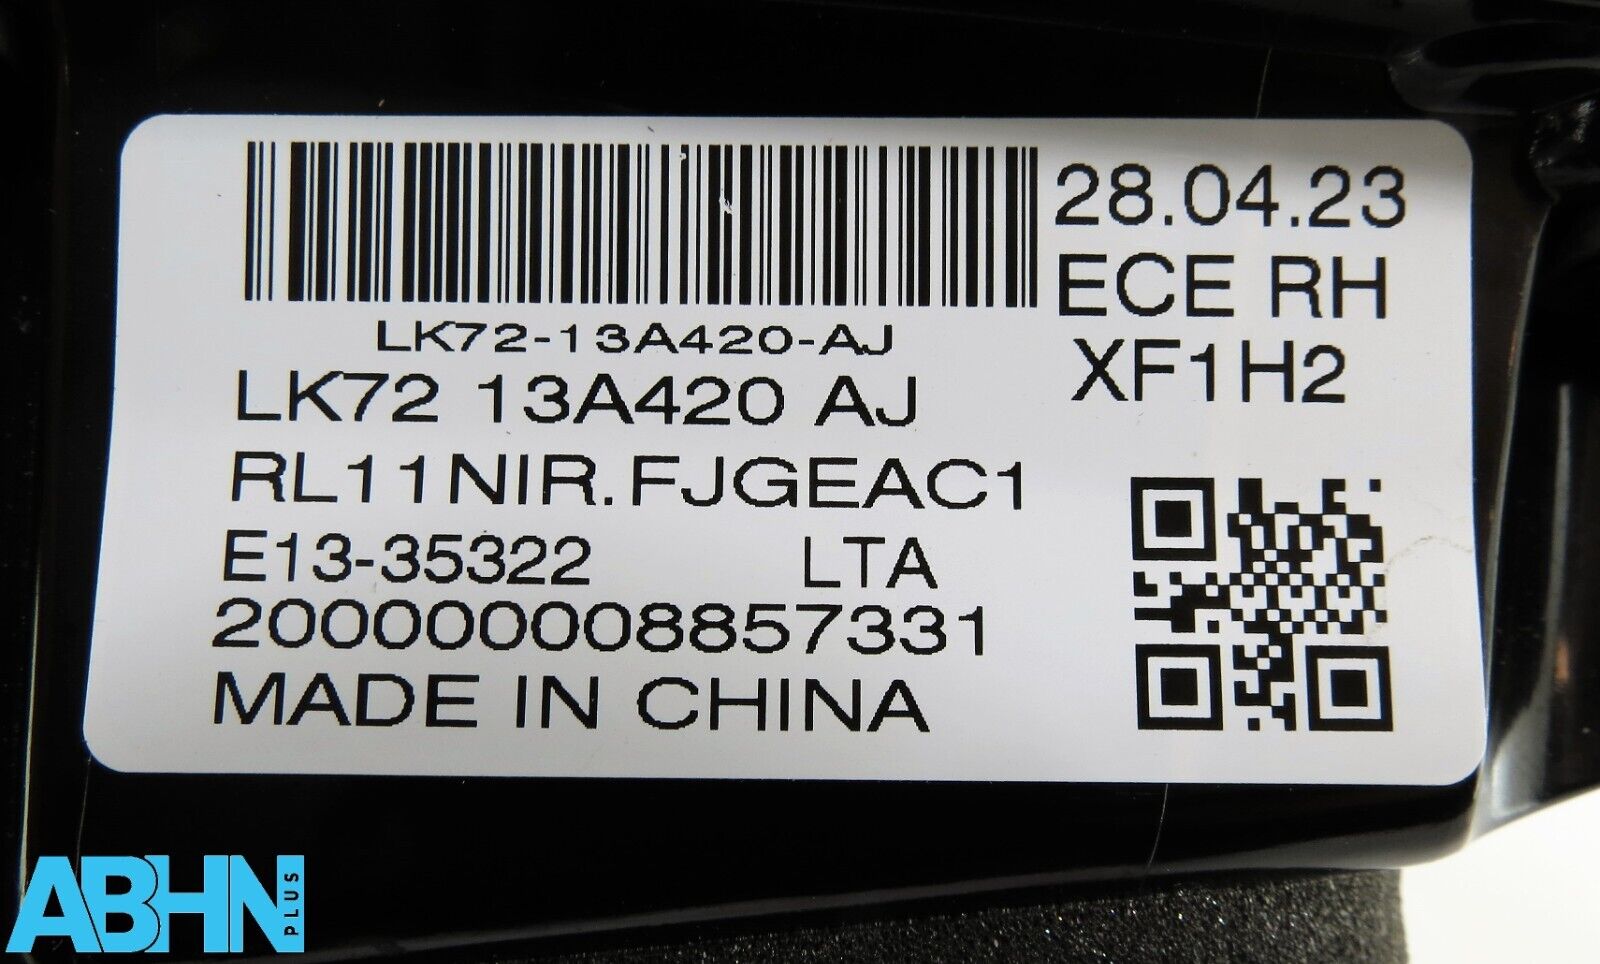 28.04.23
ECE RH
XF1H2
LK72-13A420-AJ
LK72 13A420 AJ
RL11NIR.FJGEAC1
E13-35322 LTA
200000008857331
MADE IN CHINA
ABHN PLUS